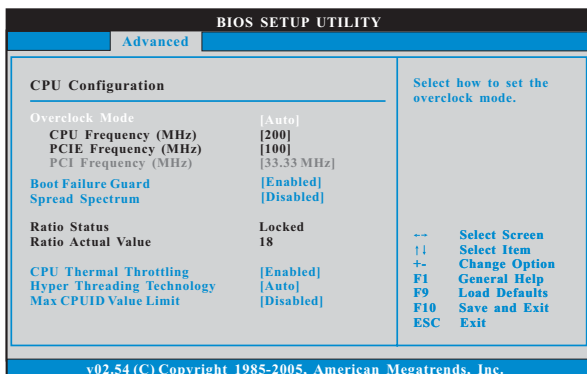 BIOS SETUP UTILITY
Advanced
CPU Configuration
Overclock Mode [Auto]
CPU Frequency (MHz) [200]
PCIE Frequency (MHz) [100]
PCI Frequency (MHz) [33.33 MHz]
Boot Failure Guard [Enabled]
Spread Spectrum [Disabled]
Ratio Status Locked
Ratio Actual Value 18
CPU Thermal Throttling [Enabled]
Hyper Threading Technology [Auto]
Max CPUID Value Limit [Disabled]
Select how to set the
overclock mode.
↔ Select Screen
↑↓ Select Item
+- Change Option
F1 General Help
F9 Load Defaults
F10 Save and Exit
ESC Exit
v02.54 (C) Copyright 1985-2005, American Megatrends, Inc.